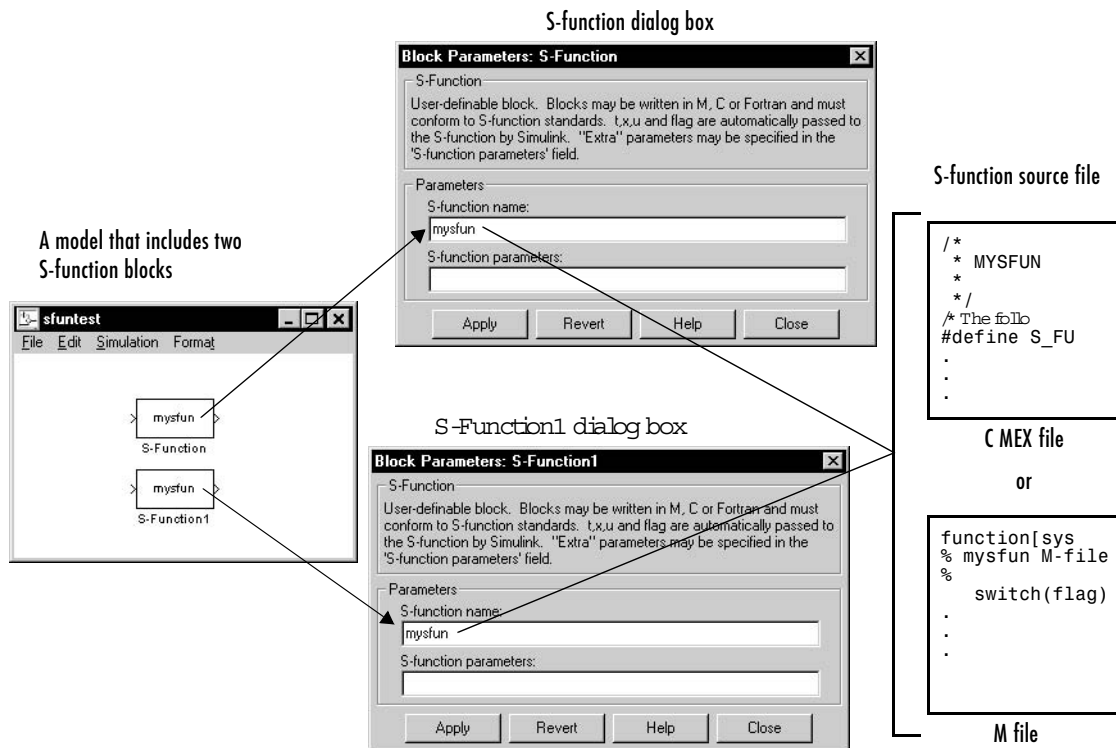 S-function dialog box
Block Parameters: S-Function
S-Function
User-definable block. Blocks may be written in M, C or Fortran and must
conform to S-function standards. t,x,u and flag are automatically passed to
the S-function by Simulink. "Extra" parameters may be specified in the
'S-function parameters' field.
Parameters
S-function name:
mysfun
S-function parameters:
Apply Revert Help Close
A model that includes two
S-function blocks
sfuntest
File Edit Simulation Format
mysfun
S-Function
mysfun
S-Function1
S-Function1 dialog box
Block Parameters: S-Function1
S-Function
User-definable block. Blocks may be written in M, C or Fortran and must
conform to S-function standards. t,x,u and flag are automatically passed to
the S-function by Simulink. "Extra" parameters may be specified in the
'S-function parameters' field.
Parameters
S-function name:
mysfun
S-function parameters:
Apply Revert Help Close
S-function source file
/*
* MYSFUN
*
*/
/* The follo
#define S_FU
.
.
.
C MEX file
or
function[sys
% mysfun M-file
%
switch(flag)
.
.
.
M file